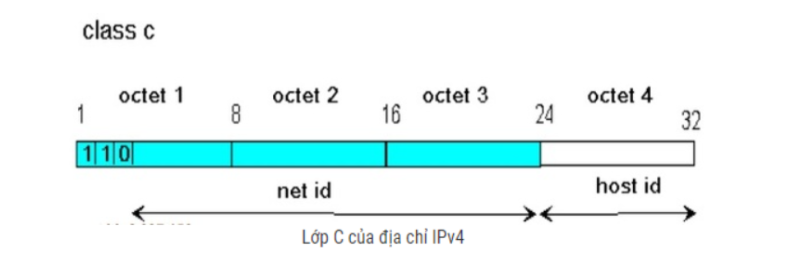 class c
octet 1 octet 2 octet 3 octet 4
1 8 16 24 32
1 1 0
net id host id
Lớp C của địa chỉ IPv4